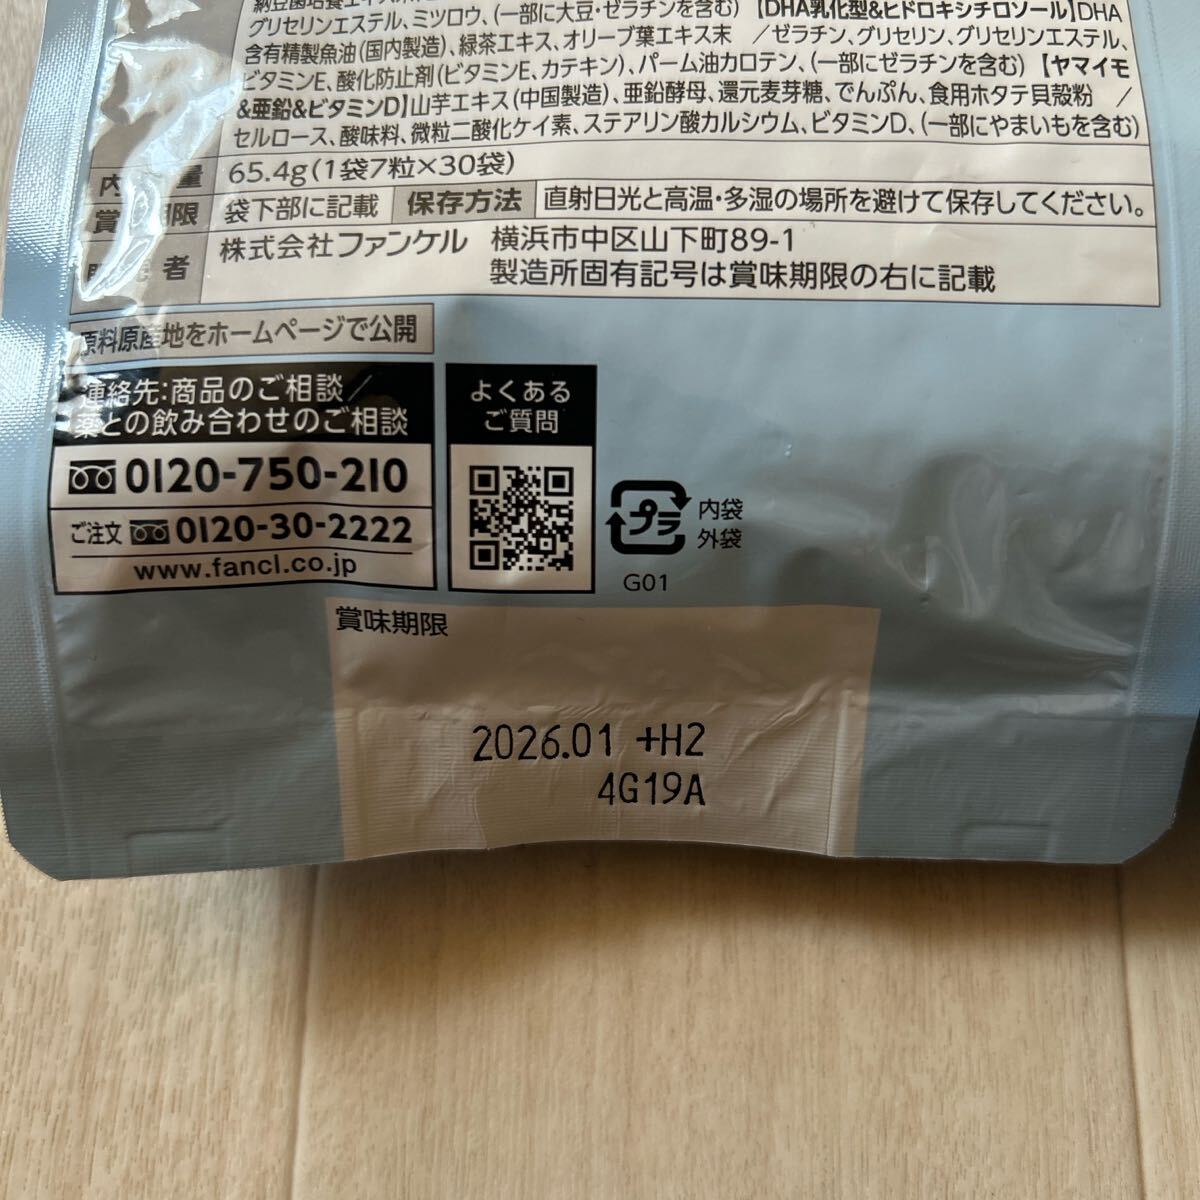 グリセリンエステル、ミツロウ、(一部に大豆・ゼラチンを含む)【DHA乳化型&ヒドロキシチロソール】DHA
含有精製魚油(国内製造)、緑茶エキス、オリーブ葉エキス末 /ゼラチン、グリセリン、グリセリンエステル、
ビタミンE、酸化防止剤(ビタミンE、カテキン)、パーム油カロテン、(一部にゼラチンを含む)【ヤマイモ
&亜鉛&ビタミンD】山芋エキス(中国製造)、亜鉛酵母、還元麦芽糖、でんぷん、食用ホタテ貝殻粉 /
セルロース、酸味料、微粒二酸化ケイ素、ステアリン酸カルシウム、ビタミンD、(一部にやまいもを含む)
内 量 65.4g(1袋7粒×30袋)
賞 期限 袋下部に記載 保存方法 直射日光と高温・多湿の場所を避けて保存してください。
者 株式会社ファンケル 横浜市中区山下町89-1
製造所固有記号は賞味期限の右に記載
原料原産地をホームページで公開
連絡先:商品のご相談/
薬との飲み合わせのご相談
0120-750-210
ご注文 0120-30-2222
www.fancl.co.jp
よくある
ご質問
プラ
内袋
外袋
G01
賞味期限
2026.01 +H2
4G19A